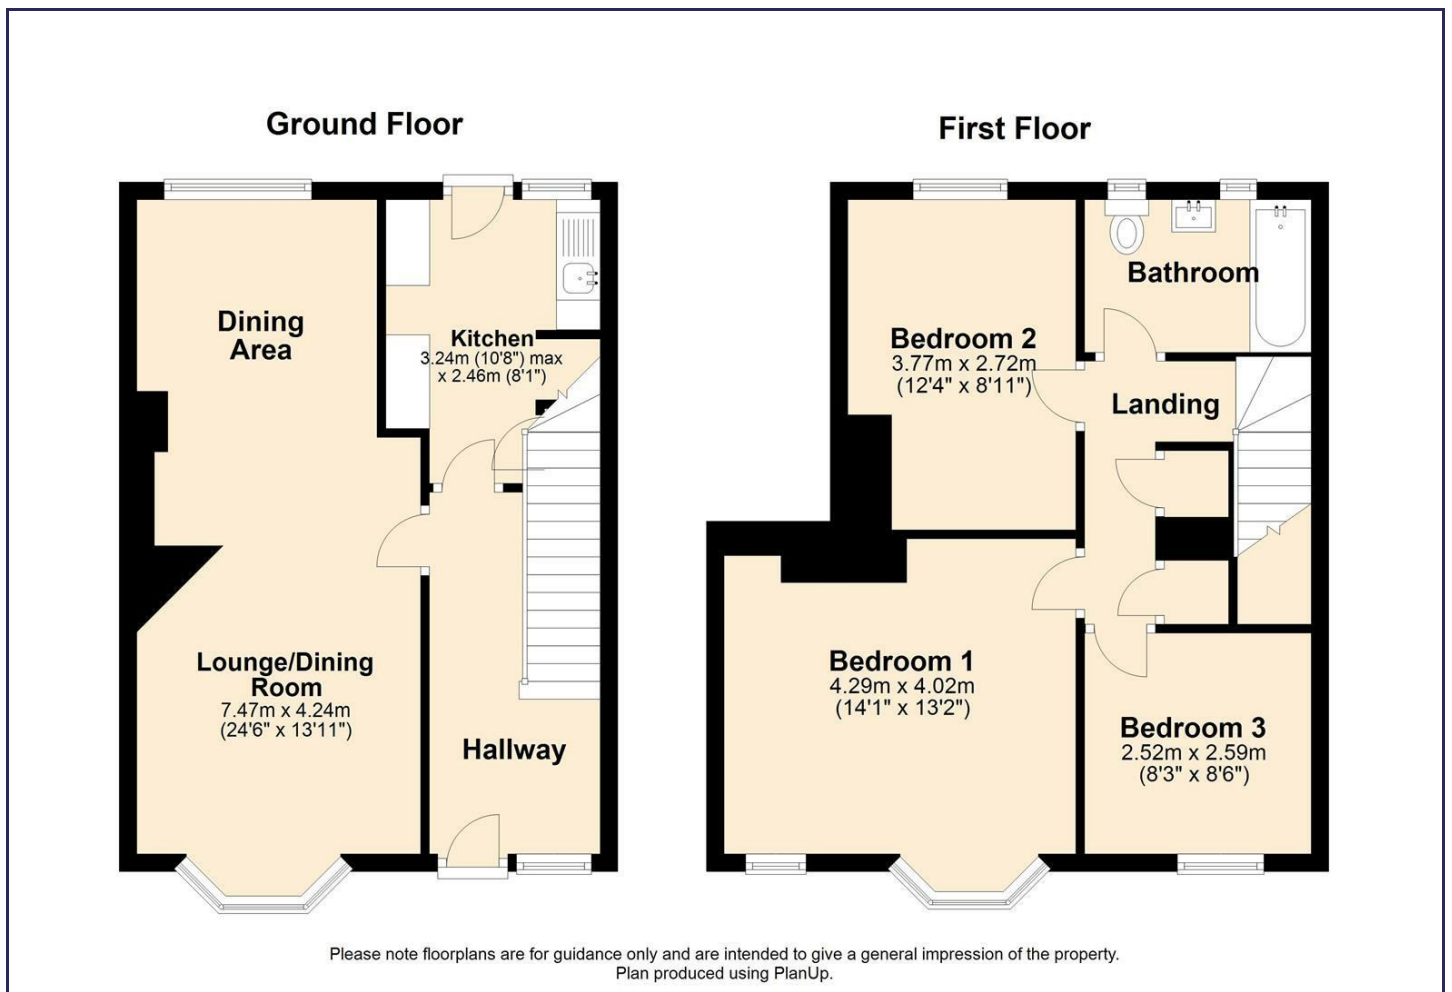 Ground Floor
Dining
Area
Kitchen
3.24m (10'8") max
x 2.46m (8'1")
Lounge/Dining
Room
7.47m x 4.24m
(24'6" x 13'11")
Hallway
First Floor
Bedroom 2
3.77m x 2.72m
(12'4" x 8'11")
Bathroom
Landing
Bedroom 1
4.29m x 4.02m
(14'1" x 13'2")
Bedroom 3
2.52m x 2.59m
(8'3" x 8'6")
Please note floorplans are for guidance only and are intended to give a general impression of the property.
Plan produced using PlanUp.